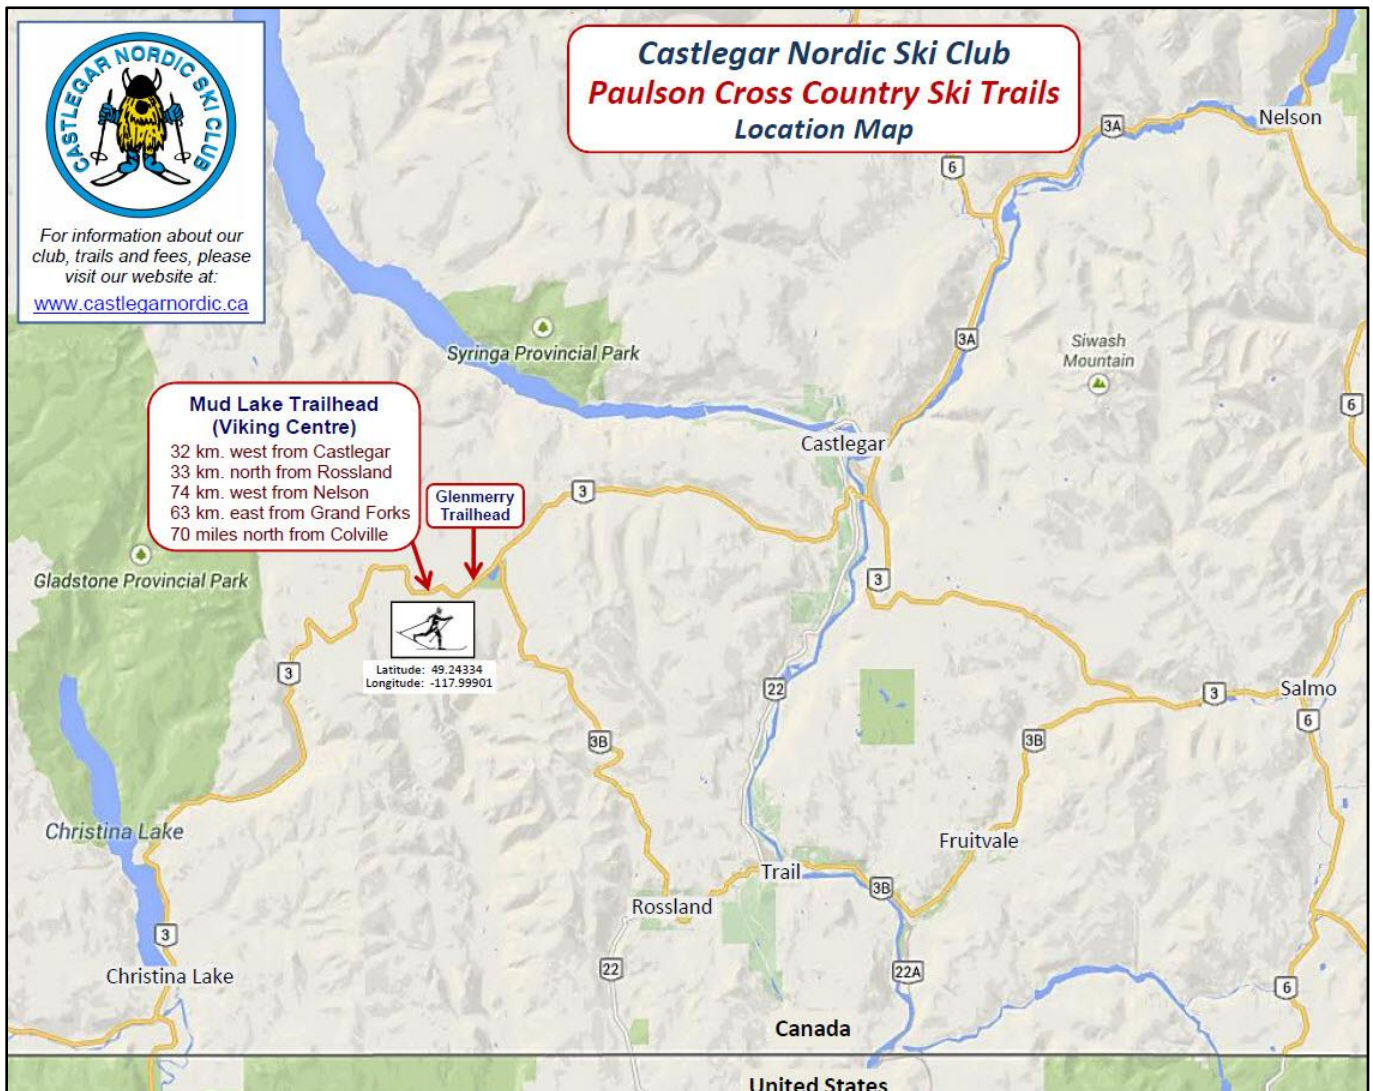 CASTLEGAR NORDIC SKI CLUB
For information about our
club, trails and fees, please
visit our website at:
www.castlegarnordic.ca
Castlegar Nordic Ski Club
Paulson Cross Country Ski Trails
Location Map
Nelson
3A
6
3A
Siwash
Mountain
Syringa Provincial Park
6
Mud Lake Trailhead
(Viking Centre)
32 km. west from Castlegar
33 km. north from Rossland
74 km. west from Nelson
63 km. east from Grand Forks
70 miles north from Colville
Glenmerry
Trailhead
Castlegar
3
Gladstone Provincial Park
3
Latitude: 49.24334
Longitude: -117.99901
3
22
3
Salmo
6
3B
3B
Christina Lake
Fruitvale
Trail
3B
Rossland
3
Christina Lake
22
22A
6
Canada
United States